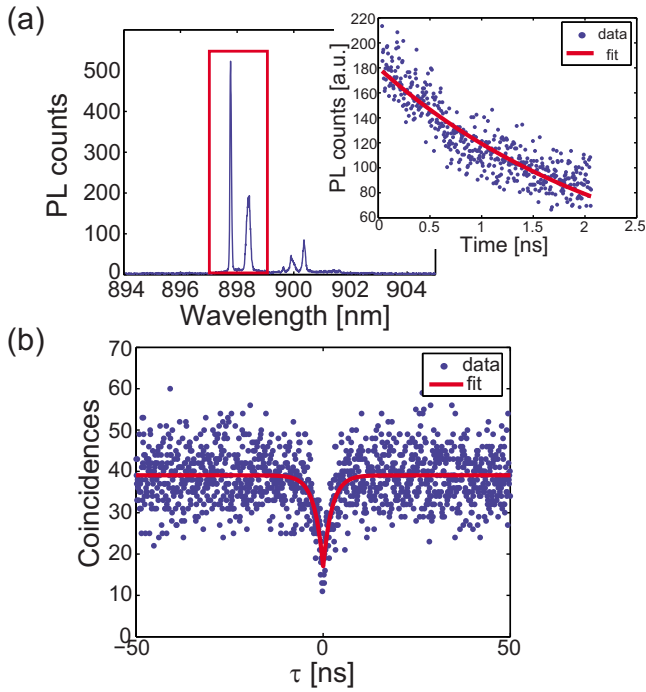 (a)
PL counts
500
400
300
200
100
0
894 896 898 900 902 904
Wavelength [nm]
PL counts [a.u.]
220
200
180
160
140
120
100
80
60
0 0.5 1 1.5 2 2.5
Time [ns]
data
fit
(b)
Coincidences
70
60
50
40
30
20
10
0
−50 0 50
τ [ns]
data
fit